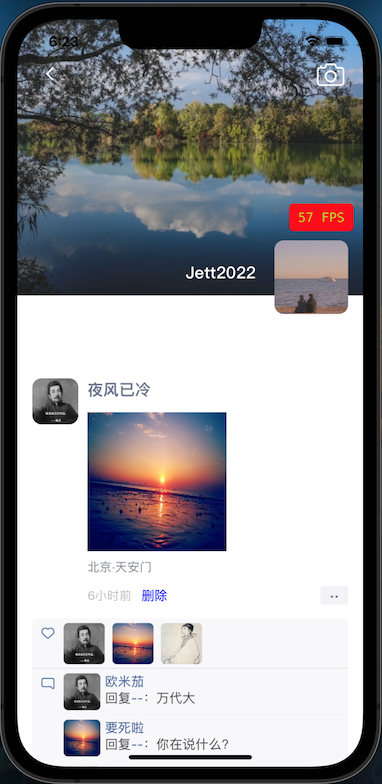 6:23
57 FPS
Jett2022
夜风已冷
北京·天安门
6小时前 删除
欧米茄
回复--：万代大
要死啦
回复--：你在说什么?